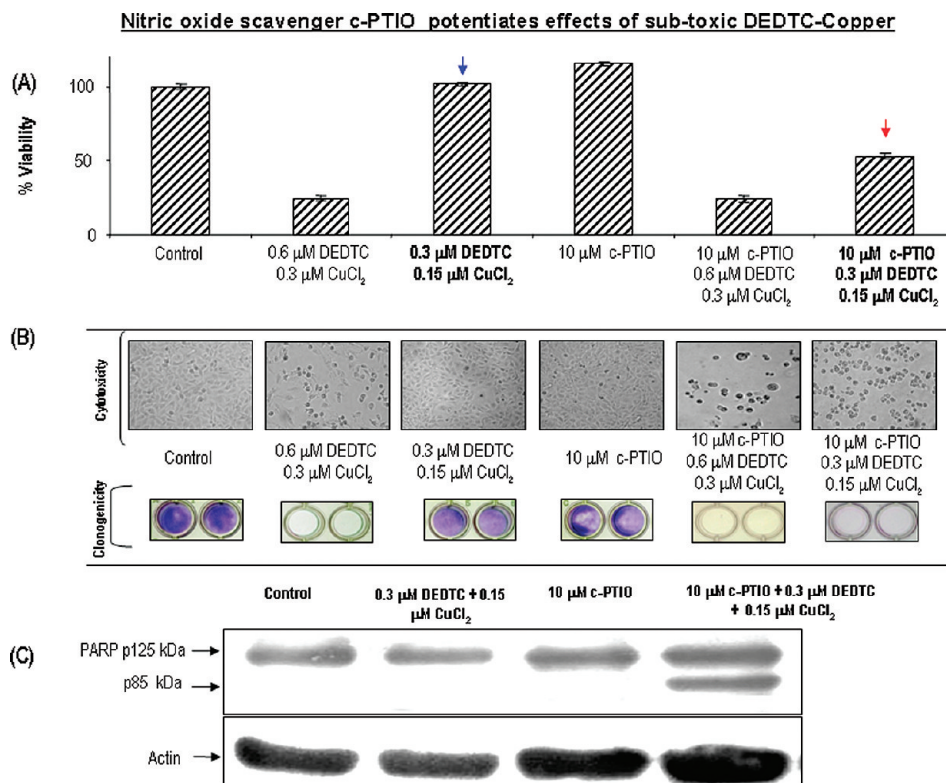 Nitric oxide scavenger c-PTIO potentiates effects of sub-toxic DEDTC-Copper
(A)
% Viability
100
50
0
Control
0.6 µM DEDTC
0.3 µM CuCl₂
0.3 µM DEDTC
0.15 µM CuCl₂
10 µM c-PTIO
10 µM c-PTIO
0.6 µM DEDTC
0.3 µM CuCl₂
10 µM c-PTIO
0.3 µM DEDTC
0.15 µM CuCl₂
(B)
Cytotoxicity
Control
0.6 µM DEDTC
0.3 µM CuCl₂
0.3 µM DEDTC
0.15 µM CuCl₂
10 µM c-PTIO
10 µM c-PTIO
0.6 µM DEDTC
0.3 µM CuCl₂
10 µM c-PTIO
0.3 µM DEDTC
0.15 µM CuCl₂
Clonogenicity
Control
0.3 µM DEDTC + 0.15
µM CuCl₂
10 µM c-PTIO
10 µM c-PTIO + 0.3 µM DEDTC
+ 0.15 µM CuCl₂
(C)
PARP p125 kDa
p85 kDa
Actin